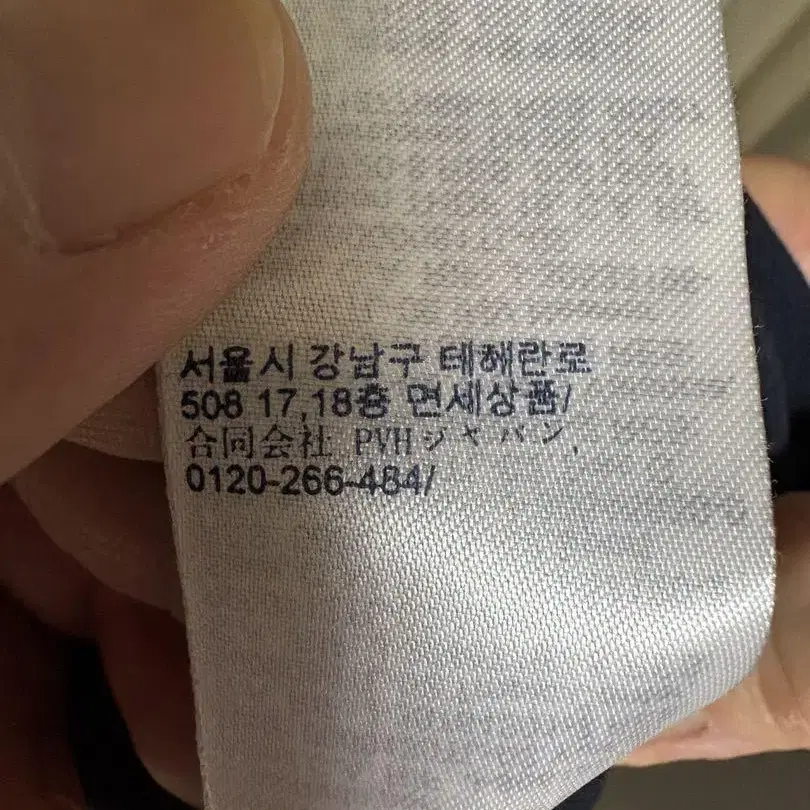 서울시 강남구 테헤란로
508 17,18층 면세상품/
合同会社 PVHジャパン,
0120-266-484/